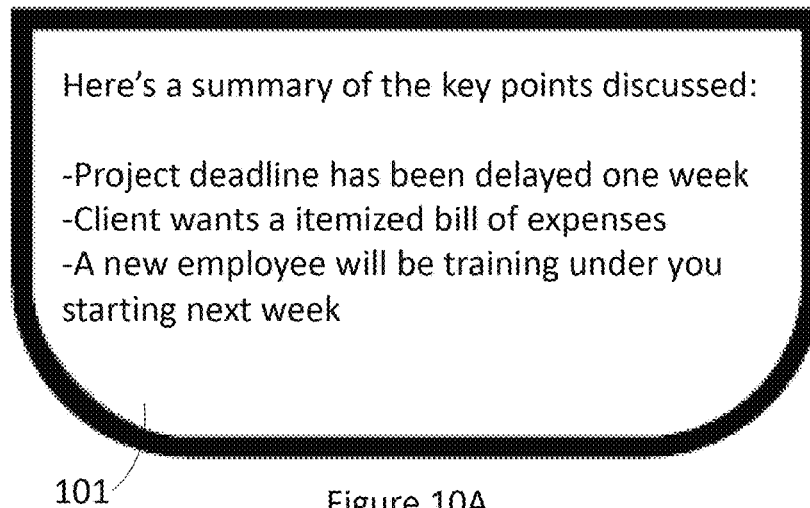 Here's a summary of the key points discussed:
-Project deadline has been delayed one week
-Client wants a itemized bill of expenses
-A new employee will be training under you
starting next week
101
Figure 10A